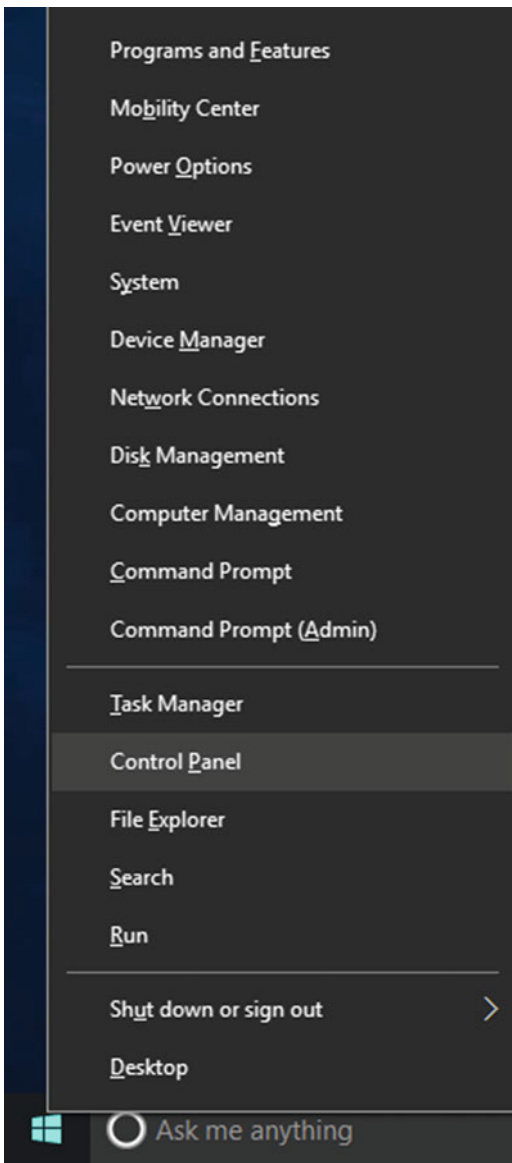 Programs and Features
Mobility Center
Power Options
Event Viewer
System
Device Manager
Network Connections
Disk Management
Computer Management
Command Prompt
Command Prompt (Admin)
Task Manager
Control Panel
File Explorer
Search
Run
Shut down or sign out
Desktop
Ask me anything